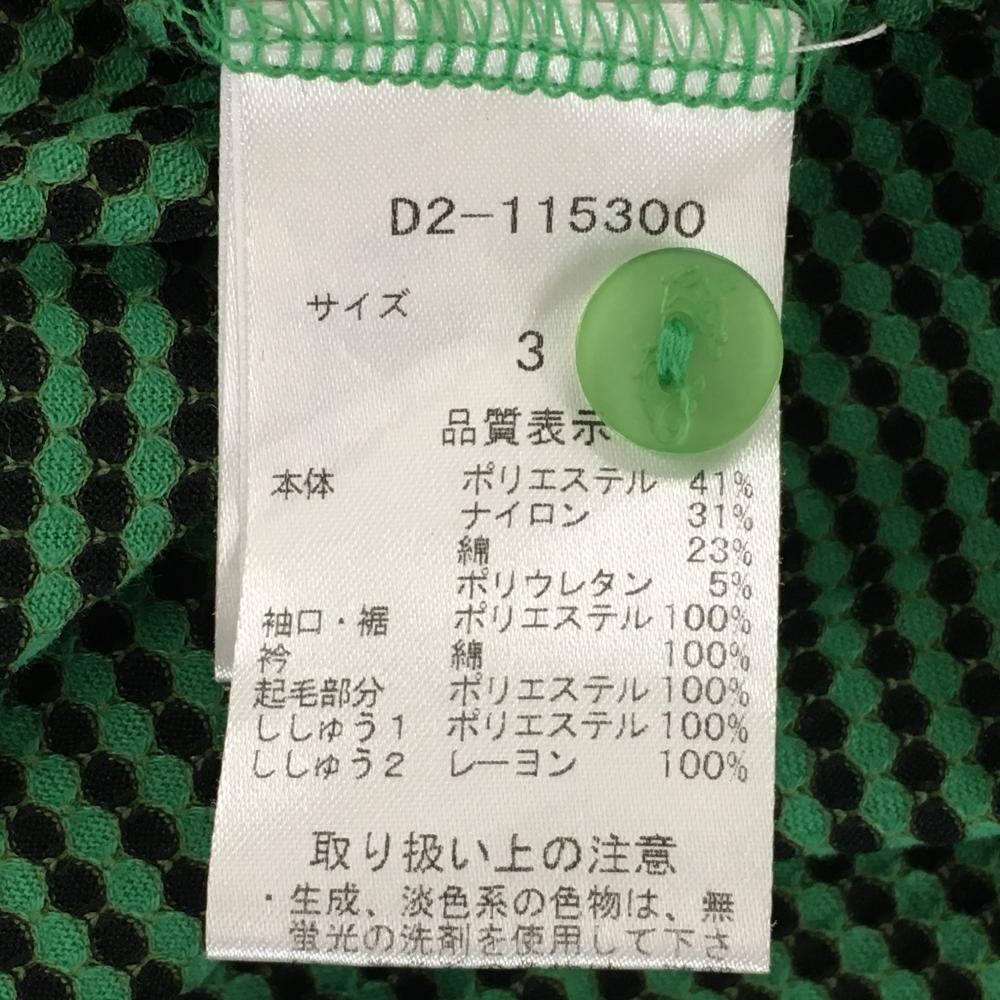 D2-115300
サイズ
3
品質表示
本体 ポリエステル 41%
ナイロン 31%
綿 23%
ポリウレタン 5%
袖口・裾 ポリエステル 100%
衿 綿 100%
起毛部分 ポリエステル 100%
ししゅう1 ポリエステル 100%
ししゅう2 レーヨン 100%
取り扱い上の注意
・生成、淡色系の色物は、無
蛍光の洗剤を使用して下さ